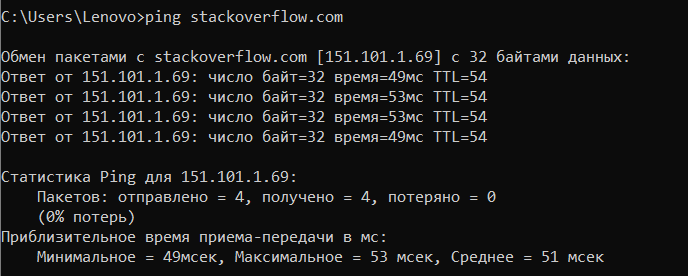 C:\Users\Lenovo>ping stackoverflow.com
Обмен пакетами с stackoverflow.com [151.101.1.69] с 32 байтами данных:
Ответ от 151.101.1.69: число байт=32 время=49мс TTL=54
Ответ от 151.101.1.69: число байт=32 время=53мс TTL=54
Ответ от 151.101.1.69: число байт=32 время=53мс TTL=54
Ответ от 151.101.1.69: число байт=32 время=49мс TTL=54
Статистика Ping для 151.101.1.69:
    Пакетов: отправлено = 4, получено = 4, потеряно = 0
    (0% потерь)
Приблизительное время приема-передачи в мс:
    Минимальное = 49мсек, Максимальное = 53 мсек, Среднее = 51 мсек